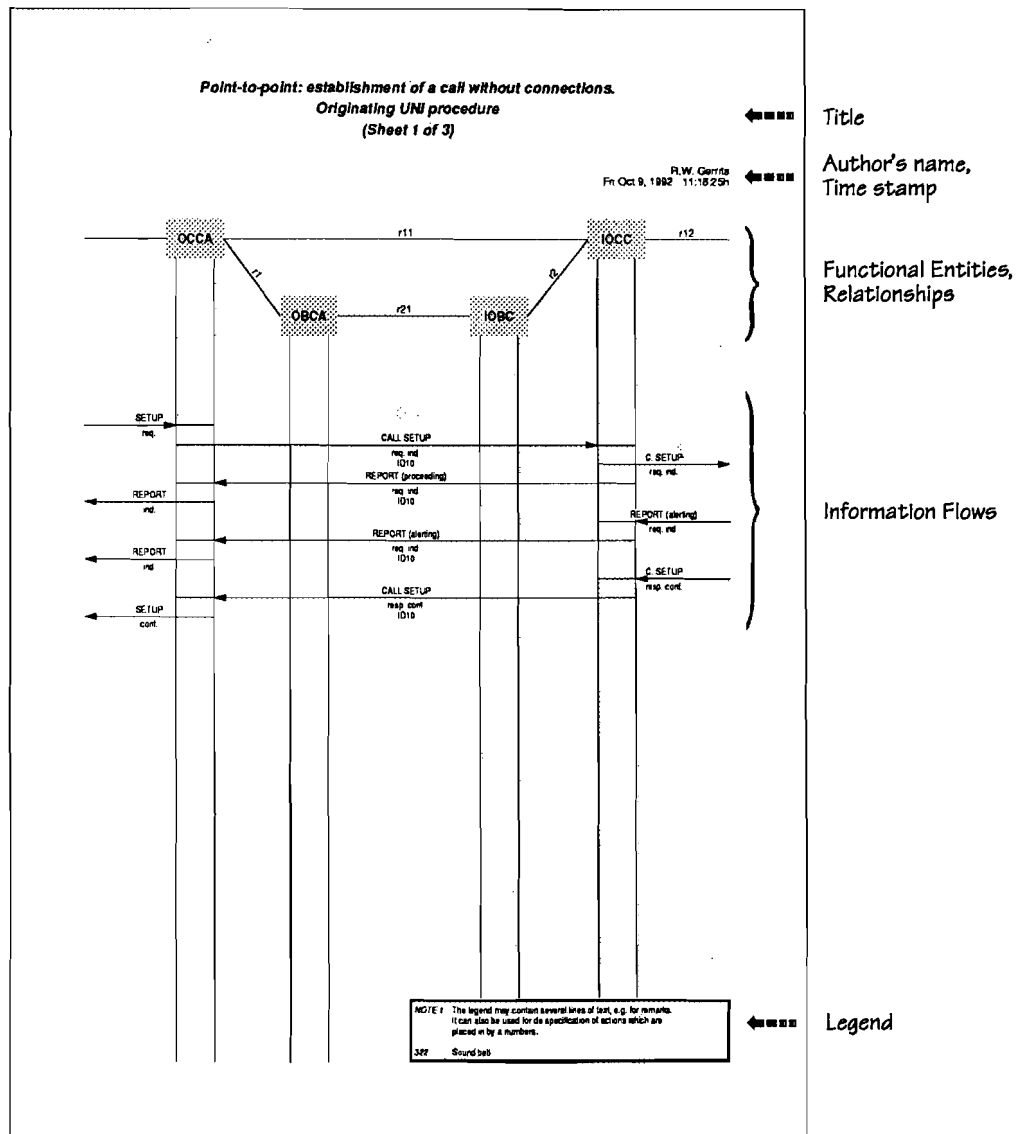 Point-to-point: establishment of a call without connections.
Originating UNI procedure
(Sheet 1 of 3)
Title
R.W. Gerrits
Fri Oct 9, 1992 11:18:25h
Author's name,
Time stamp
OCCA
r11
IOCC
r12
r1
r2
OBCA
r21
IOBC
Functional Entities,
Relationships
SETUP
req.
CALL SETUP
req. ind
ID10
C. SETUP
req. ind.
REPORT (proceeding)
req. ind
ID10
REPORT
ind.
REPORT (alerting)
req. ind
REPORT (alerting)
req. ind
ID10
REPORT
ind
C. SETUP
resp. conf.
CALL SETUP
resp. conf
ID10
SETUP
conf.
Information Flows
NOTE 1 The legend may contain several lines of text, e.g. for remarks.
It can also be used for de specification of actions which are
placed in by a numbers.
322 Sound bell
Legend